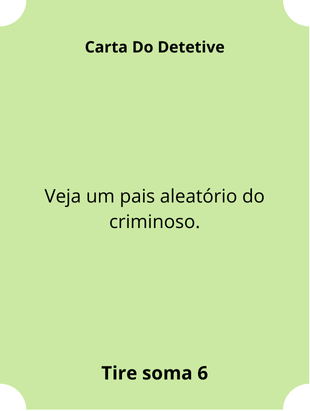 Carta Do Detetive
Veja um pais aleatório do
criminoso.
Tire soma 6